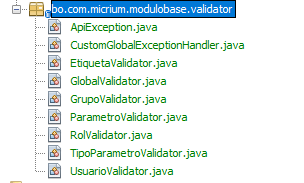 bo.com.micrium.modulobase.validator
ApiException.java
CustomGlobalExceptionHandler.java
EtiquetaValidator.java
GlobalValidator.java
GrupoValidator.java
ParametroValidator.java
RolValidator.java
TipoParametroValidator.java
UsuarioValidator.java